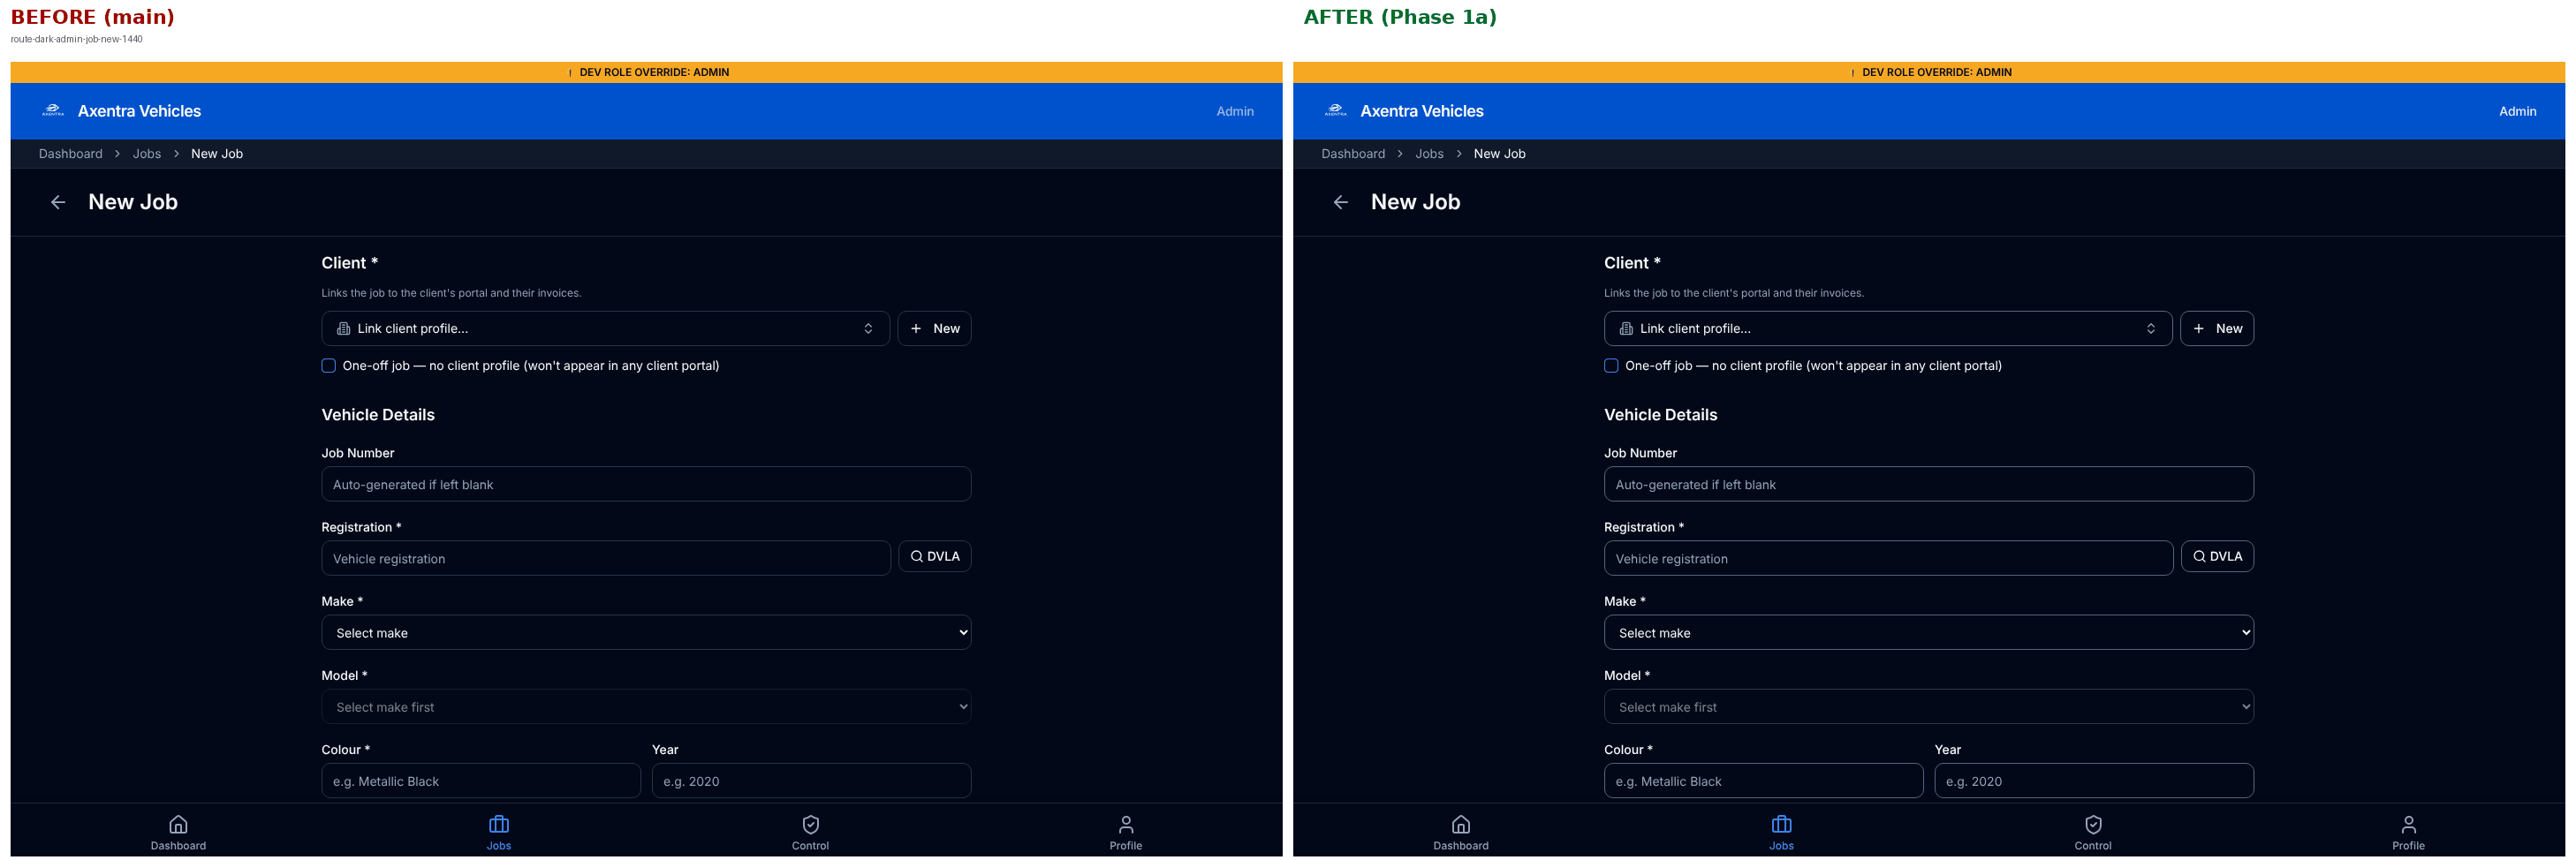 BEFORE (main)
route-dark-admin-job-new-1440
! DEV ROLE OVERRIDE: ADMIN
AXENTRA Axentra Vehicles Admin
Dashboard > Jobs > New Job
New Job
Client *
Links the job to the client's portal and their invoices.
Link client profile... + New
One-off job — no client profile (won't appear in any client portal)
Vehicle Details
Job Number
Auto-generated if left blank
Registration *
Vehicle registration DVLA
Make *
Select make
Model *
Select make first
Colour * Year
e.g. Metallic Black e.g. 2020
Dashboard Jobs Control Profile
AFTER (Phase 1a)
! DEV ROLE OVERRIDE: ADMIN
AXENTRA Axentra Vehicles Admin
Dashboard > Jobs > New Job
New Job
Client *
Links the job to the client's portal and their invoices.
Link client profile... + New
One-off job — no client profile (won't appear in any client portal)
Vehicle Details
Job Number
Auto-generated if left blank
Registration *
Vehicle registration DVLA
Make *
Select make
Model *
Select make first
Colour * Year
e.g. Metallic Black e.g. 2020
Dashboard Jobs Control Profile